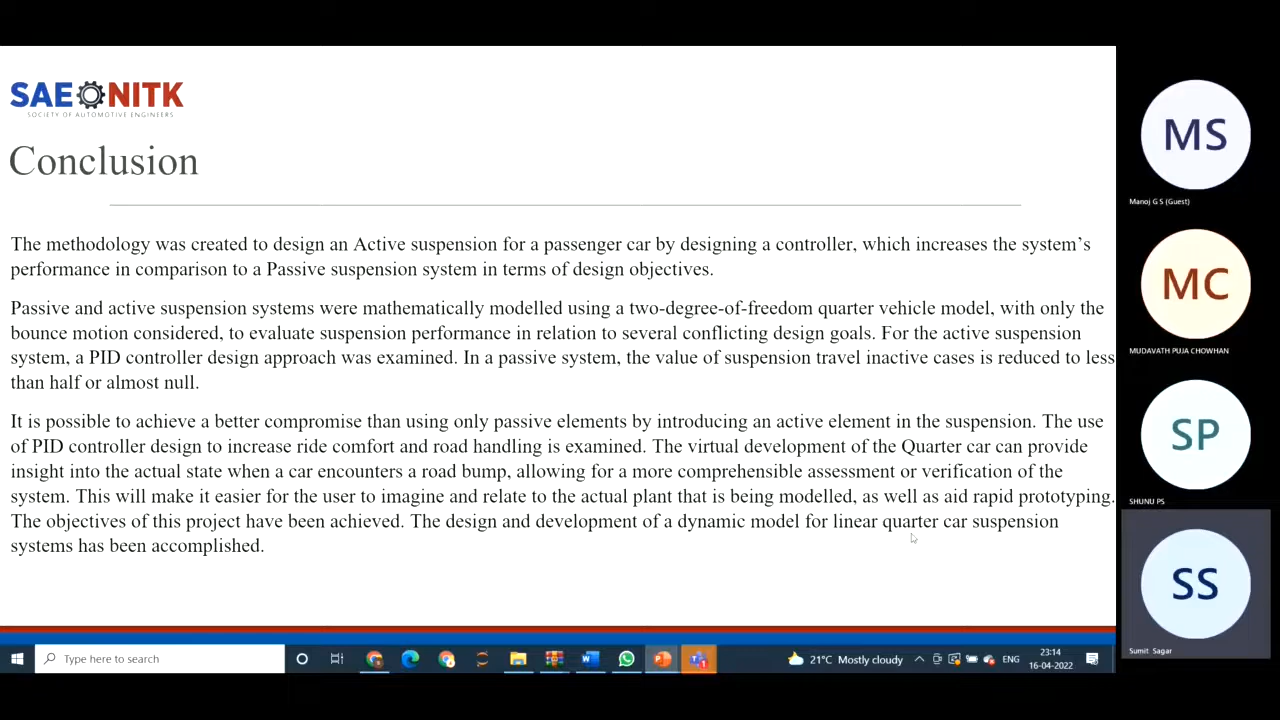 SAE NITK
SOCIETY OF AUTOMOTIVE ENGINEERS
Conclusion
The methodology was created to design an Active suspension for a passenger car by designing a controller, which increases the system's
performance in comparison to a Passive suspension system in terms of design objectives.
Passive and active suspension systems were mathematically modelled using a two-degree-of-freedom quarter vehicle model, with only the
bounce motion considered, to evaluate suspension performance in relation to several conflicting design goals. For the active suspension
system, a PID controller design approach was examined. In a passive system, the value of suspension travel inactive cases is reduced to less
than half or almost null.
It is possible to achieve a better compromise than using only passive elements by introducing an active element in the suspension. The use
of PID controller design to increase ride comfort and road handling is examined. The virtual development of the Quarter car can provide
insight into the actual state when a car encounters a road bump, allowing for a more comprehensible assessment or verification of the
system. This will make it easier for the user to imagine and relate to the actual plant that is being modelled, as well as aid rapid prototyping.
The objectives of this project have been achieved. The design and development of a dynamic model for linear quarter car suspension
systems has been accomplished.
MS
Manoj G S (Guest)
MC
MUDAVATH PUJA CHOWHAN
SP
SHUNU PS
SS
Sumit Sagar
Type here to search
21°C Mostly cloudy
ENG
23:14
16-04-2022